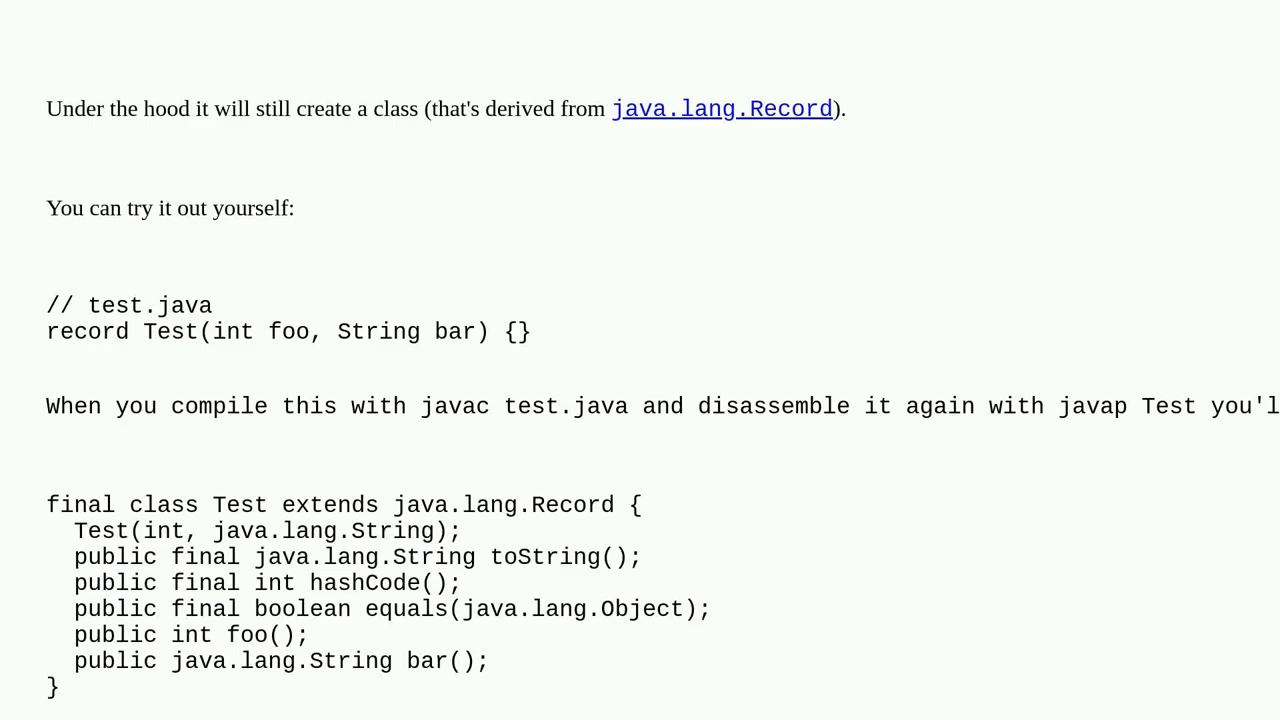 Under the hood it will still create a class (that's derived from java.lang.Record).
You can try it out yourself:
// test.java
record Test(int foo, String bar) {}
When you compile this with javac test.java and disassemble it again with javap Test you'l
final class Test extends java.lang.Record {
  Test(int, java.lang.String);
  public final java.lang.String toString();
  public final int hashCode();
  public final boolean equals(java.lang.Object);
  public int foo();
  public java.lang.String bar();
}